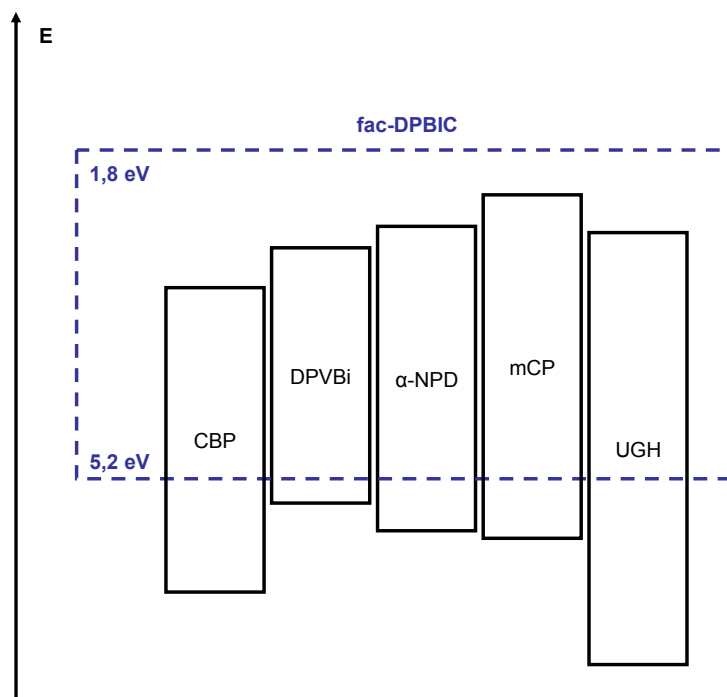 E
fac-DPBIC
1,8 eV
DPVBi
α-NPD
mCP
CBP
UGH
5,2 eV